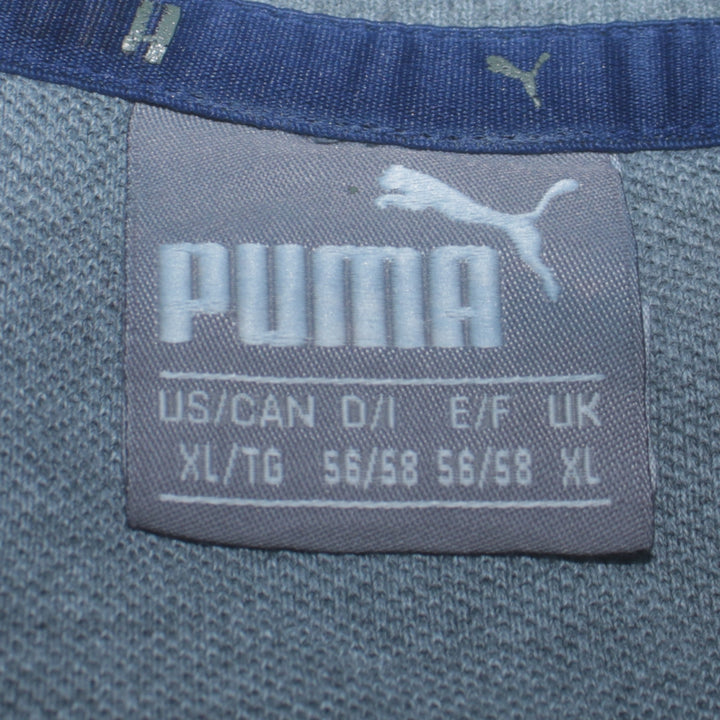 PUMA
US/CAN D/I E/F UK
XL/TG 56/58 56/58 XL